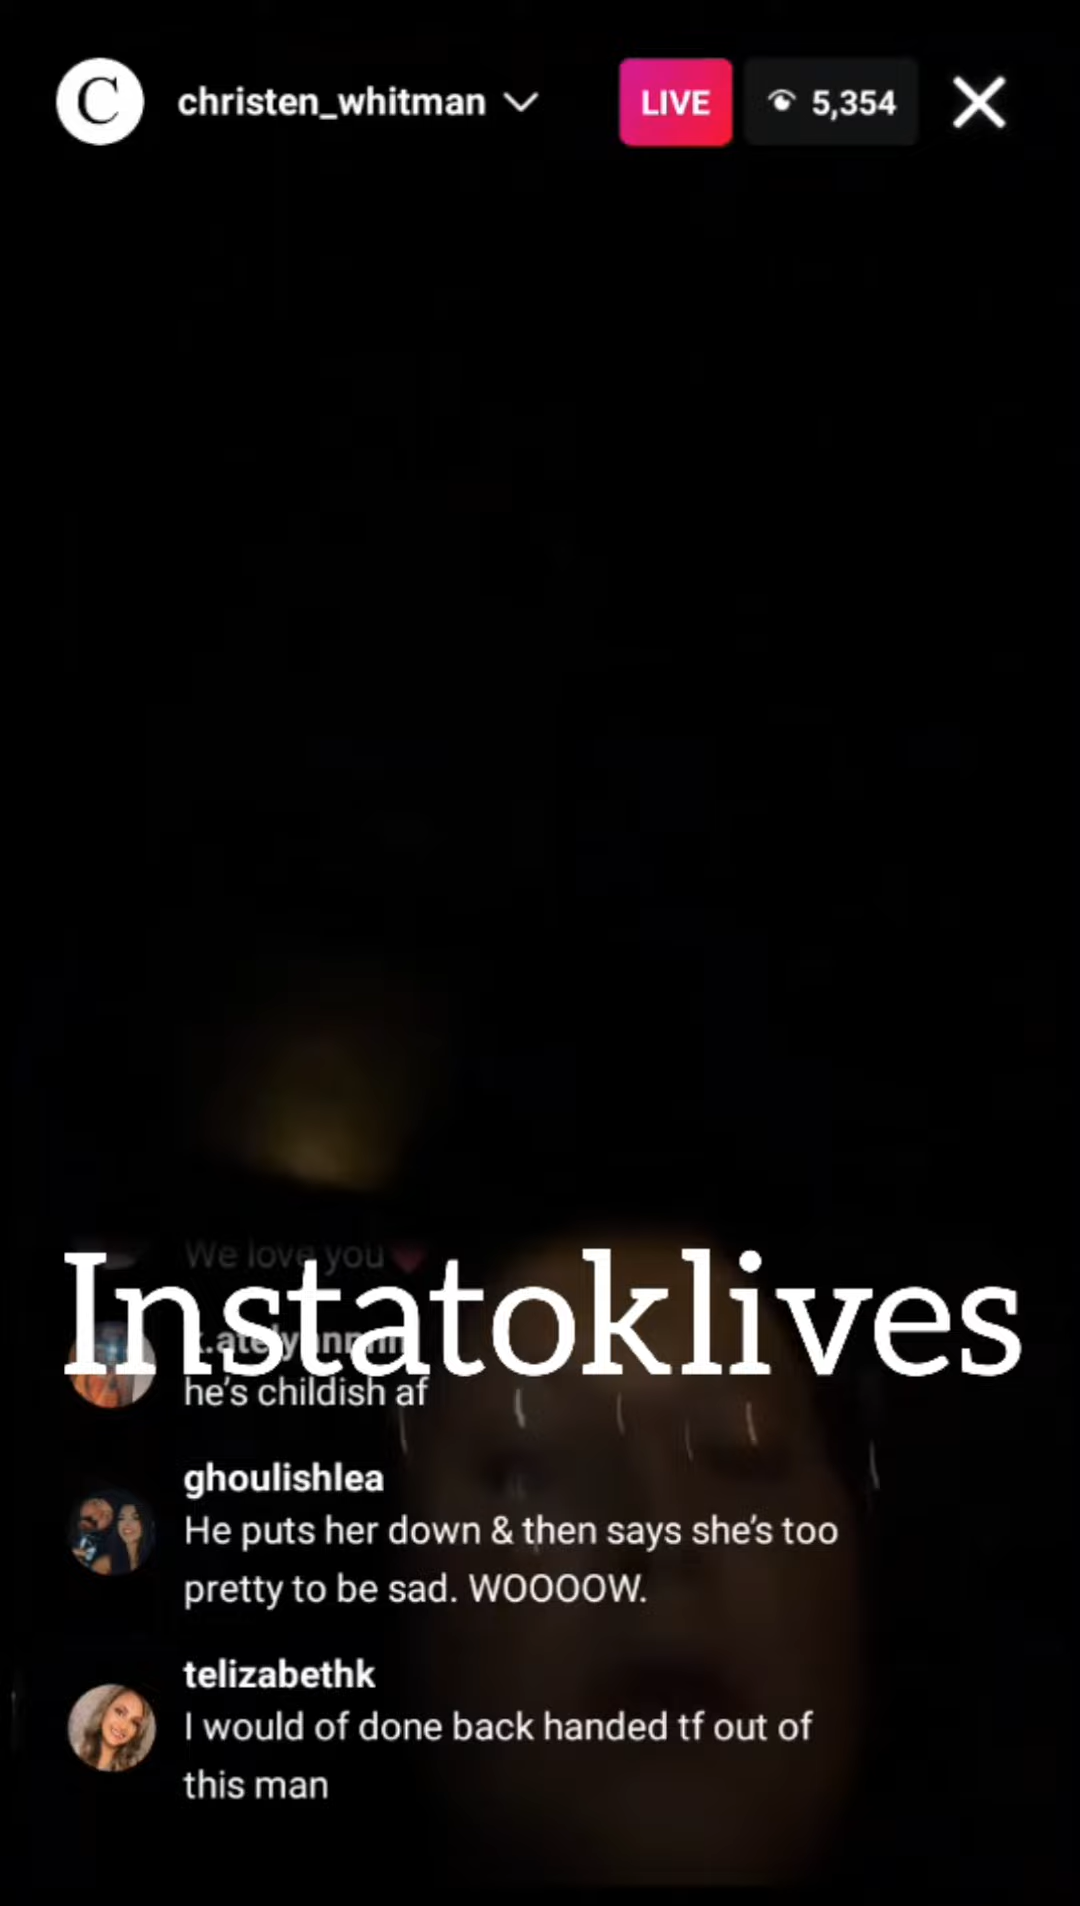 C christen_whitman LIVE 5,354
We love you
Instatoklives
he's childish af
ghoulishlea
He puts her down & then says she's too
pretty to be sad. WOOOOW.
telizabethk
I would of done back handed tf out of
this man